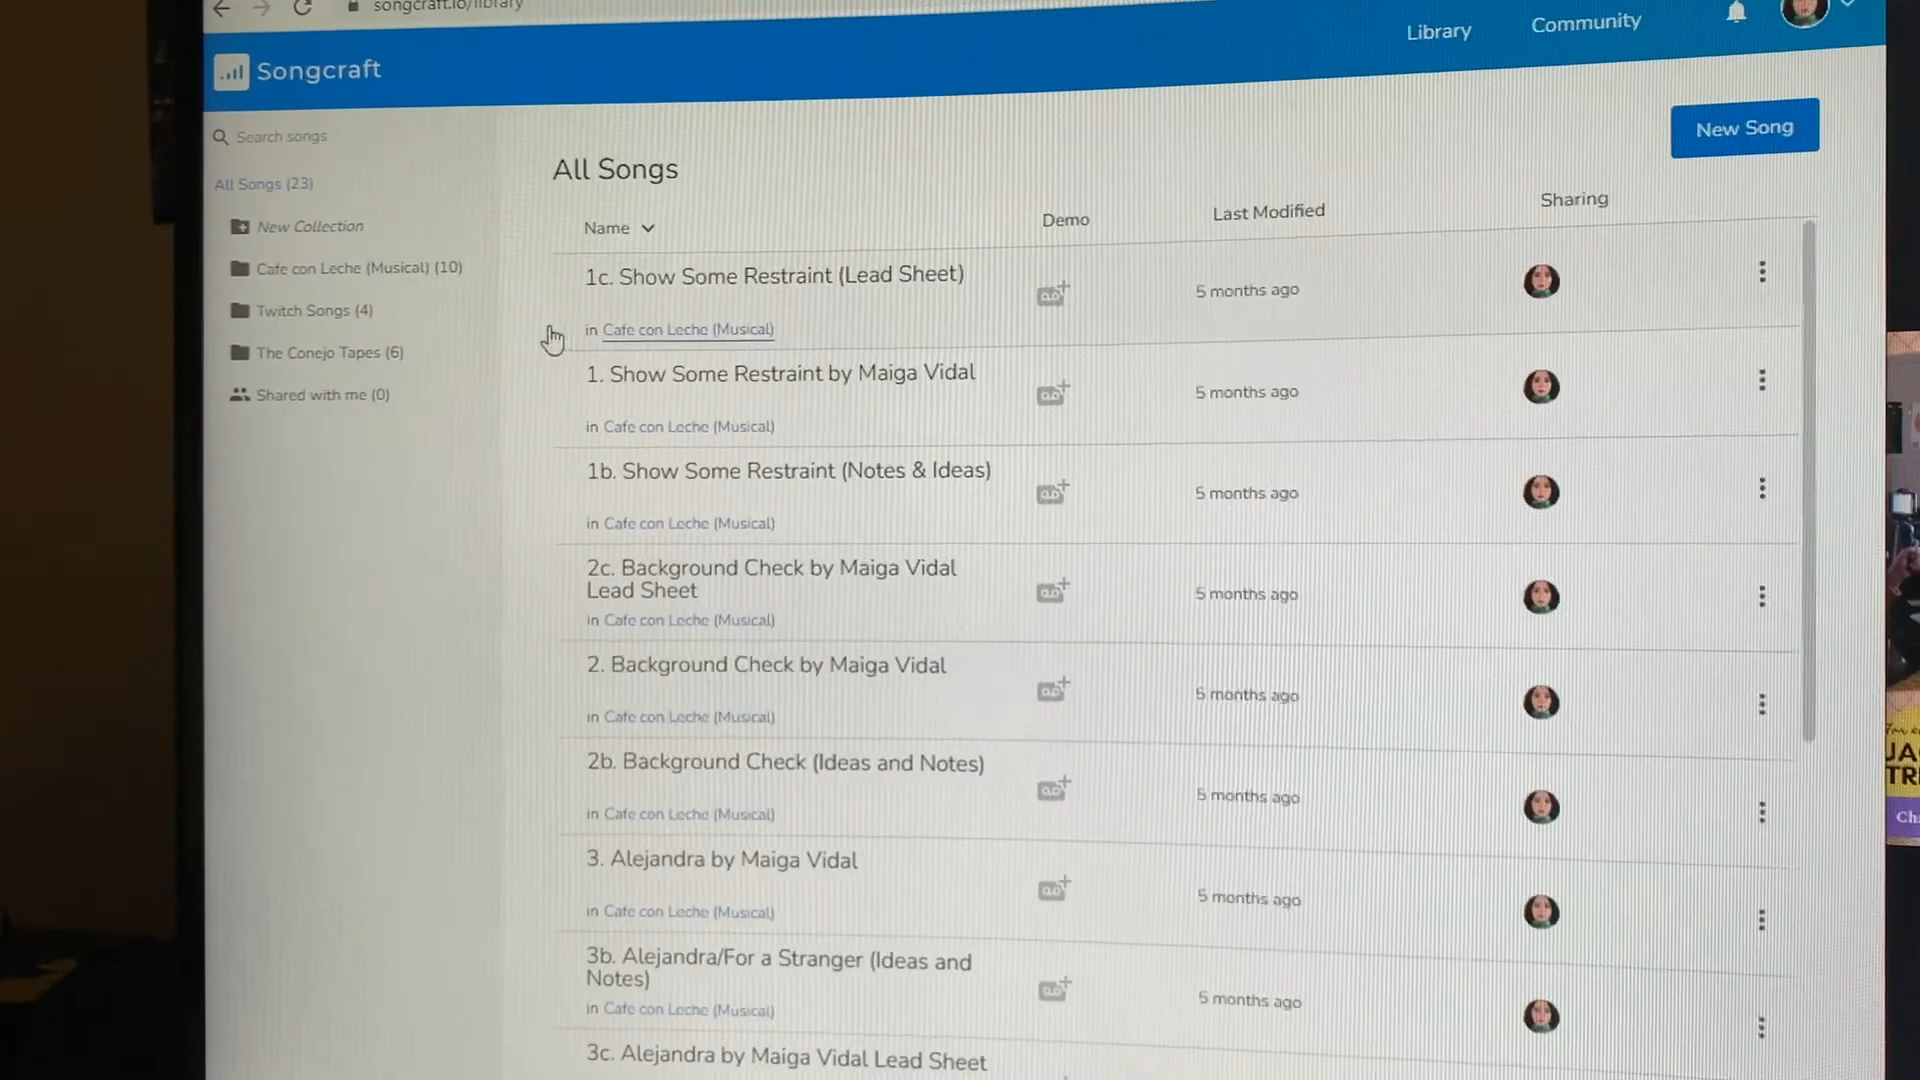 songcraft.io/library
Library
Community
Songcraft
Search songs
New Song
All Songs (23)
All Songs
New Collection
Name
Demo
Last Modified
Sharing
Cafe con Leche (Musical) (10)
Twitch Songs (4)
The Conejo Tapes (6)
Shared with me (0)
1c. Show Some Restraint (Lead Sheet)
5 months ago
in Cafe con Leche (Musical)
1. Show Some Restraint by Maiga Vidal
5 months ago
in Cafe con Leche (Musical)
1b. Show Some Restraint (Notes & Ideas)
5 months ago
in Cafe con Leche (Musical)
2c. Background Check by Maiga Vidal
Lead Sheet
5 months ago
in Cafe con Leche (Musical)
2. Background Check by Maiga Vidal
5 months ago
in Cafe con Leche (Musical)
2b. Background Check (Ideas and Notes)
5 months ago
in Cafe con Leche (Musical)
3. Alejandra by Maiga Vidal
5 months ago
in Cafe con Leche (Musical)
3b. Alejandra/For a Stranger (Ideas and
Notes)
5 months ago
in Cafe con Leche (Musical)
3c. Alejandra by Maiga Vidal Lead Sheet
JA
TR
Ch